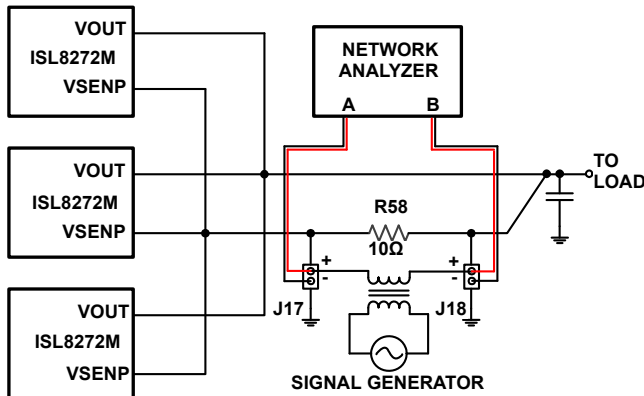 VOUT
ISL8272M
VSENP
VOUT
ISL8272M
VSENP
VOUT
ISL8272M
VSENP
NETWORK
ANALYZER
A B
TO
LOAD
R58
10Ω
+
-
J17
+
-
J18
SIGNAL GENERATOR